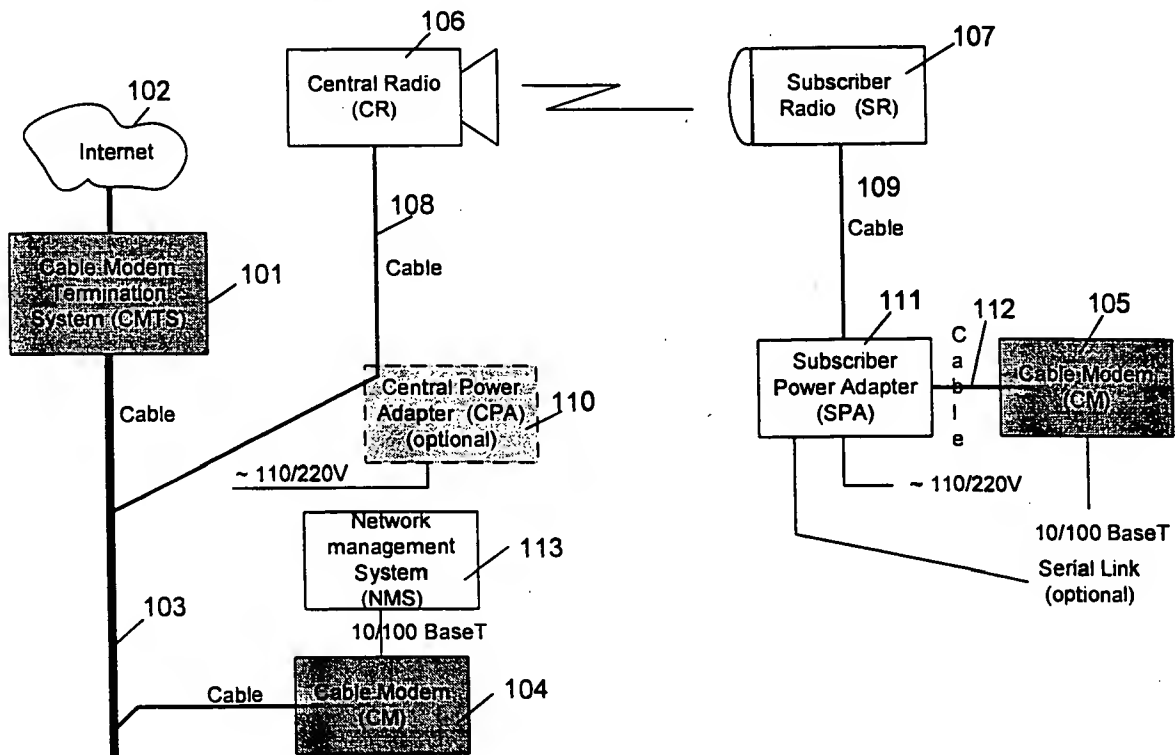 106
Central Radio
(CR)
107
Subscriber
Radio (SR)
102
Internet
108
Cable
109
Cable
Cable Modem
Termination
System (CMTS)
101
Cable
Central Power
Adapter (CPA)
(optional)
110
~ 110/220V
111
Subscriber
Power Adapter
(SPA)
Cable
112
105
Cable Modem
(CM)
~ 110/220V
10/100 BaseT
Serial Link
(optional)
Network
management
System
(NMS)
113
10/100 BaseT
103
Cable
Cable Modem
(CM)
104